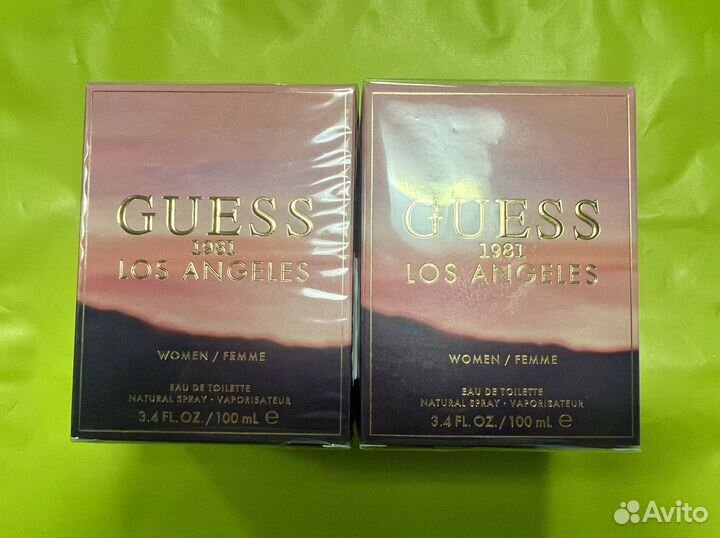 GUESS
1981
LOS ANGELES
WOMEN / FEMME
EAU DE TOILETTE
NATURAL SPRAY · VAPORISATEUR
3.4 FL. OZ. / 100 mL ℮
GUESS
1981
LOS ANGELES
WOMEN / FEMME
EAU DE TOILETTE
NATURAL SPRAY · VAPORISATEUR
3.4 FL. OZ. / 100 mL ℮
Avito